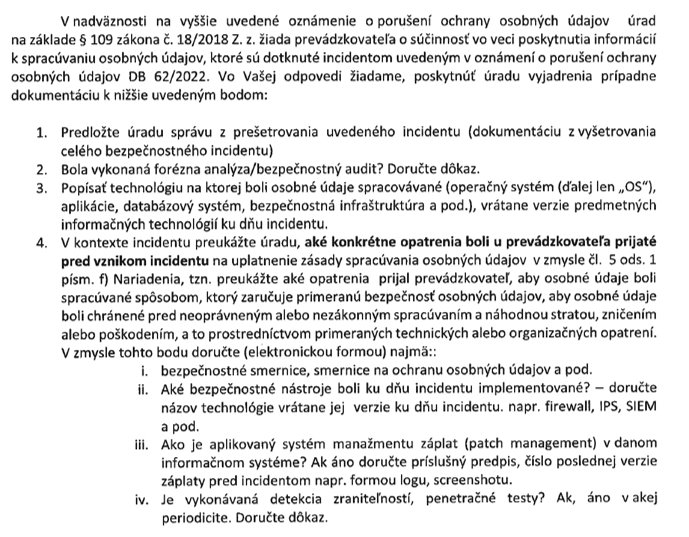 V nadväznosti na vyššie uvedené oznámenie o porušení ochrany osobných údajov úrad
na základe § 109 zákona č. 18/2018 Z. z. žiada prevádzkovateľa o súčinnosť vo veci poskytnutia informácií
k spracúvaniu osobných údajov, ktoré sú dotknuté incidentom uvedeným v oznámení o porušení ochrany
osobných údajov DB 62/2022. Vo Vašej odpovedi žiadame, poskytnúť úradu vyjadrenia prípadne
dokumentáciu k nižšie uvedeným bodom:
1. Predložte úradu správu z prešetrovania uvedeného incidentu (dokumentáciu z vyšetrovania
celého bezpečnostného incidentu)
2. Bola vykonaná forézna analýza/bezpečnostný audit? Doručte dôkaz.
3. Popísať technológiu na ktorej boli osobné údaje spracovávané (operačný systém (ďalej len „OS“),
aplikácie, databázový systém, bezpečnostná infraštruktúra a pod.), vrátane verzie predmetných
informačných technológií ku dňu incidentu.
4. V kontexte incidentu preukážte úradu, aké konkrétne opatrenia boli u prevádzkovateľa prijaté
pred vznikom incidentu na uplatnenie zásady spracúvania osobných údajov v zmysle čl. 5 ods. 1
písm. f) Nariadenia, tzn. preukážte aké opatrenia prijal prevádzkovateľ, aby osobné údaje boli
spracúvané spôsobom, ktorý zaručuje primeranú bezpečnosť osobných údajov, aby osobné údaje
boli chránené pred neoprávneným alebo nezákonným spracúvaním a náhodnou stratou, zničením
alebo poškodením, a to prostredníctvom primeraných technických alebo organizačných opatrení.
V zmysle tohto bodu doručte (elektronickou formou) najmä::
i. bezpečnostné smernice, smernice na ochranu osobných údajov a pod.
ii. Aké bezpečnostné nástroje boli ku dňu incidentu implementované? – doručte
názov technológie vrátane jej verzie ku dňu incidentu. napr. firewall, IPS, SIEM
a pod.
iii. Ako je aplikovaný systém manažmentu záplat (patch management) v danom
informačnom systéme? Ak áno doručte príslušný predpis, číslo poslednej verzie
záplaty pred incidentom napr. formou logu, screenshotu.
iv. Je vykonávaná detekcia zraniteľností, penetračné testy? Ak, áno v akej
periodicite. Doručte dôkaz.